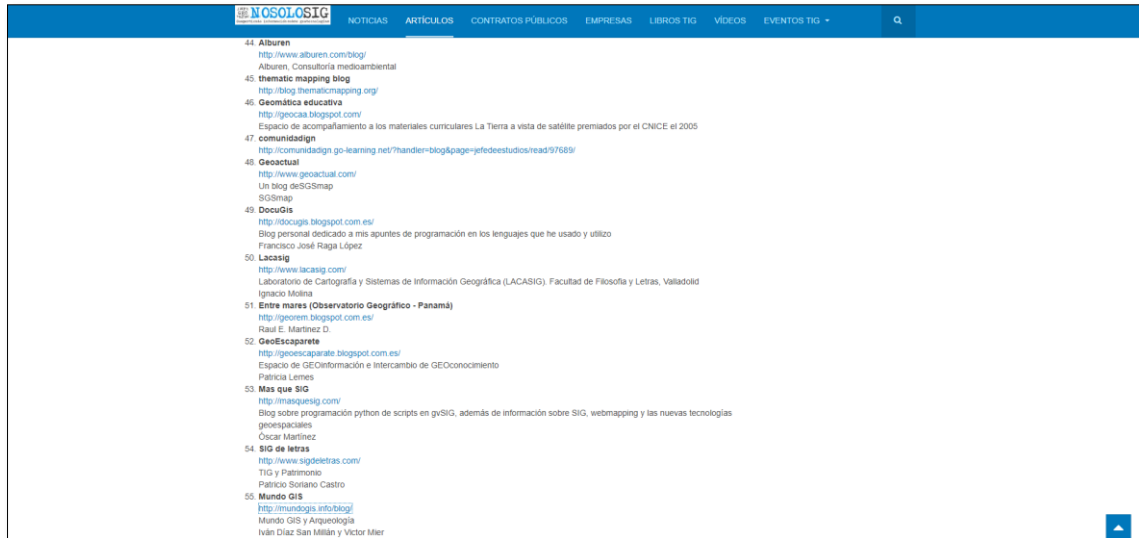 NOSOLOSIG
NOTICIAS ARTÍCULOS CONTRATOS PÚBLICOS EMPRESAS LIBROS TIG VÍDEOS EVENTOS TIG
44. Alburen
http://www.alburen.com/blog/
Alburen, Consultoría medioambiental
45. thematic mapping blog
http://blog.thematicmapping.org/
46. Geomática educativa
http://geocaa.blogspot.com/
Espacio de acompañamiento a los materiales curriculares La Tierra a vista de satélite premiados por el CNICE el 2005
47. comunidadign
http://comunidadign.go-learning.net/?handler=blog&page=jefedeestudios/read/97689/
48. Geoactual
http://www.geoactual.com/
Un blog deSGSmap
SGSmap
49. DocuGis
http://docugis.blogspot.com.es/
Blog personal dedicado a mis apuntes de programación en los lenguajes que he usado y utilizo
Francisco José Raga López
50. Lacasig
http://www.lacasig.com/
Laboratorio de Cartografía y Sistemas de Información Geográfica (LACASIG). Facultad de Filosofía y Letras, Valladolid
Ignacio Molina
51. Entre mares (Observatorio Geográfico - Panamá)
http://georem.blogspot.com.es/
Raul E. Martinez D.
52. GeoEscaparete
http://geoescaparate.blogspot.com.es/
Espacio de GEOinformación e Intercambio de GEOconocimiento
Patricia Lemes
53. Mas que SIG
http://masquesig.com/
Blog sobre programación python de scripts en gvSIG, además de información sobre SIG, webmapping y las nuevas tecnologías
geoespaciales
Óscar Martínez
54. SIG de letras
http://www.sigdeletras.com/
TIG y Patrimonio
Patricio Soriano Castro
55. Mundo GIS
http://mundogis.info/blog/
Mundo GIS y Arqueología
Iván Díaz San Millán y Victor Mier